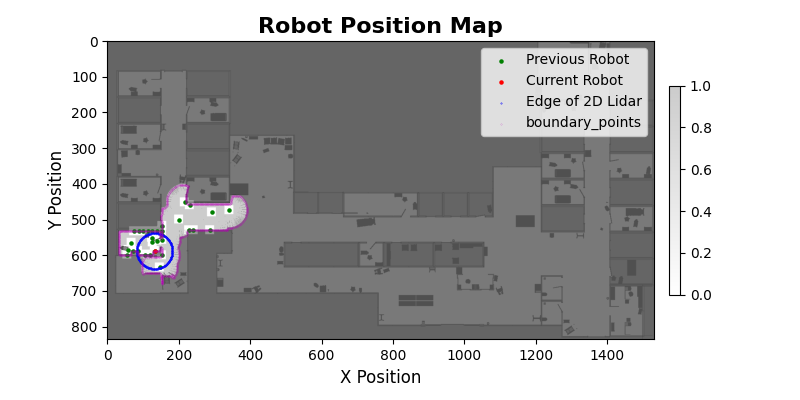 Robot Position Map
Previous Robot
Current Robot
Edge of 2D Lidar
boundary_points
0
100
200
300
400
500
600
700
800
Y Position
0 200 400 600 800 1000 1200 1400
X Position
1.0
0.8
0.6
0.4
0.2
0.0